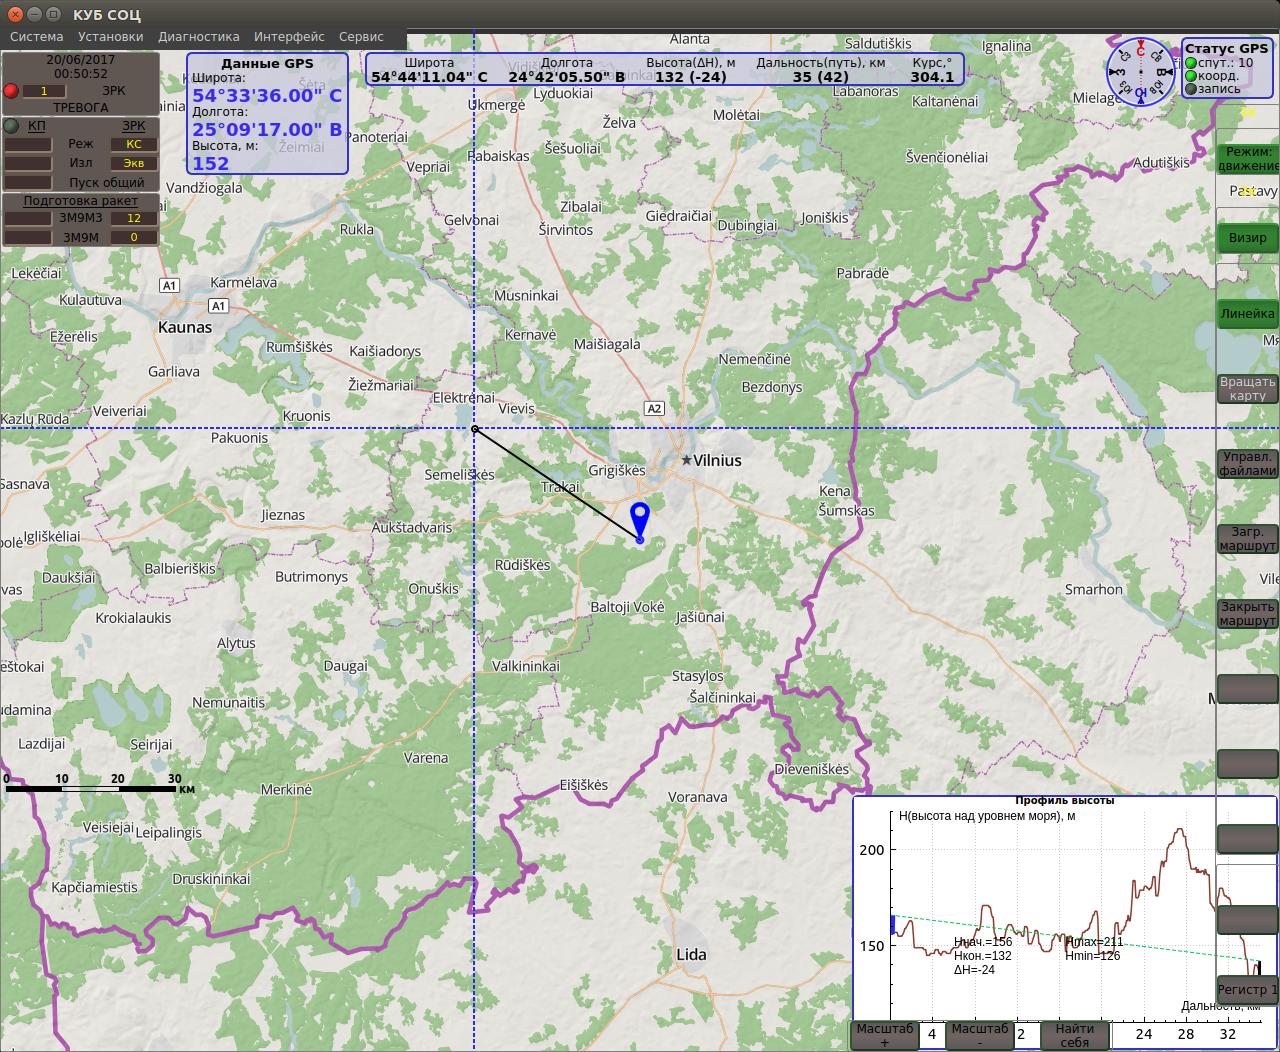 КУБ СОЦ
Система Установки Диагностика Интерфейс Сервис
20/06/2017
00:50:52
1 ЗРК
ТРЕВОГА
КП ЗРК
Реж КС
Изл Экв
Пуск общий
Подготовка ракет
3М9М3 12
3М9М 0
Данные GPS
Широта:
54°33'36.00" С
Долгота:
25°09'17.00" В
Высота, м:
152
Широта Долгота Высота(ΔН), м Дальность(путь), км Курс,°
54°44'11.04" С 24°42'05.50" В 132 (-24) 35 (42) 304.1
С СВ В ЮВ Ю ЮЗ З СЗ
Статус GPS
спут.: 10
коорд.
запись
Режим:
движение
Визир
Линейка
Вращать
карту
Управл.
файлами
Загр.
маршрут
Закрыть
маршрут
Регистр 1
Alanta
Saldutiškis
Ignalina
Lyduokiai
Labanoras
Kaltanėnai
Ukmergė
Molėtai
Želva
Panoteriai
Šešuoliai
Pabaiskas
Švenčionėliai
Adutiškis
Vepriai
Vandžiogala
Zibalai
Giedraičiai
Joniškis
Gelvonai
Dubingiai
Rukla
Širvintos
Lekėčiai
Karmėlava
Pabradė
A1
Kulautuva
Musninkai
A1
Kaunas
Ežerėlis
Kernavė
Maišiagala
Rumšiškės
Kaišiadorys
Nemenčinė
Garliava
Žiežmariai
Bezdonys
Elektrėnai
Vievis
A2
Veiveriai
Kruonis
Kazlų Rūda
Pakuonis
Vilnius
Grigiškės
Semeliškės
Trakai
Kena
Šumskas
Jieznas
Aukštadvaris
Igliškėliai
Rūdiškės
Balbieriškis
Daukšiai
Butrimonys
Onuškis
Smarhon
Baltoji Vokė
Krokialaukis
Jašiūnai
Alytus
Daugai
Valkininkai
Stasylos
Šalčininkai
Nemunaitis
Lazdijai
Seirijai
Varena
Dieveniškės
Eišiškės
Merkinė
Voranava
0 10 20 30
км
Veisiejai
Leipalingis
Druskininkai
Kapčiamiestis
Lida
Профиль высоты
Н(высота над уровнем моря), м
200
150
Ннач.=156 Hmax=211
Нкон.=132 Hmin=126
ΔН=-24
Масштаб
+
4
Масштаб
-
2
Найти
себя
24 28 32